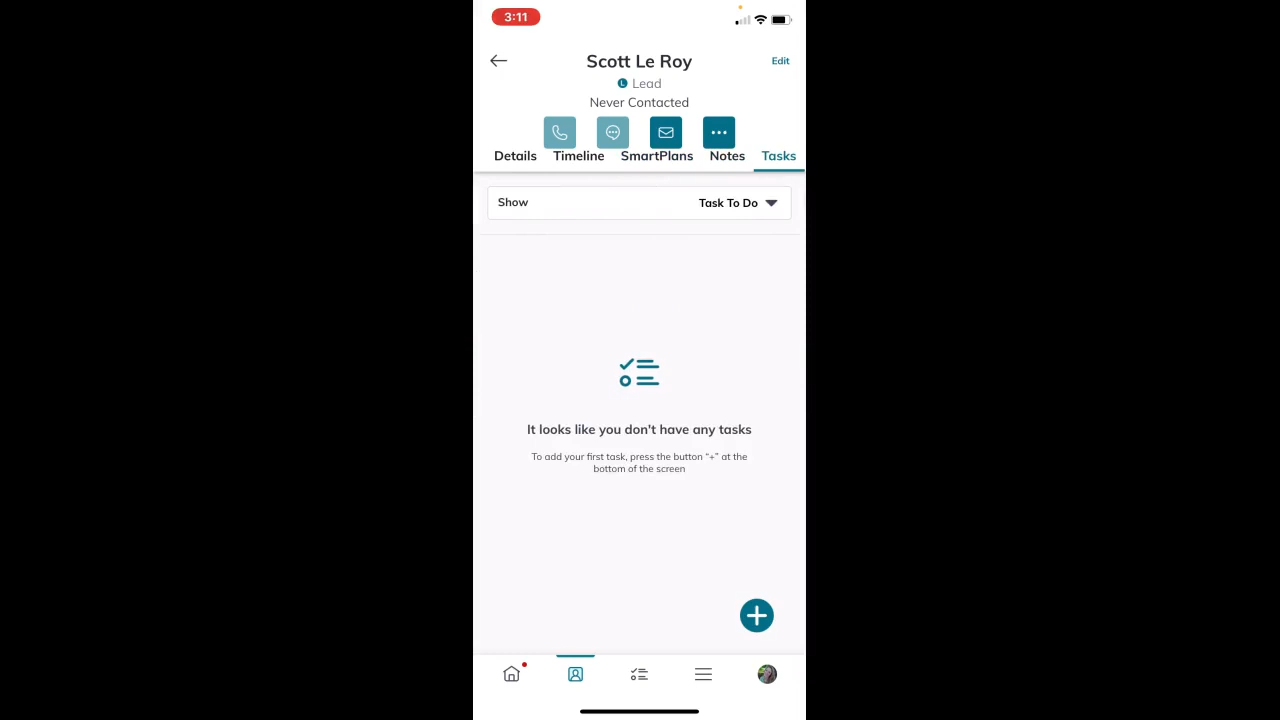 3:11
Scott Le Roy
Edit
L Lead
Never Contacted
Details Timeline SmartPlans Notes Tasks
Show Task To Do
It looks like you don't have any tasks
To add your first task, press the button “+” at the
bottom of the screen